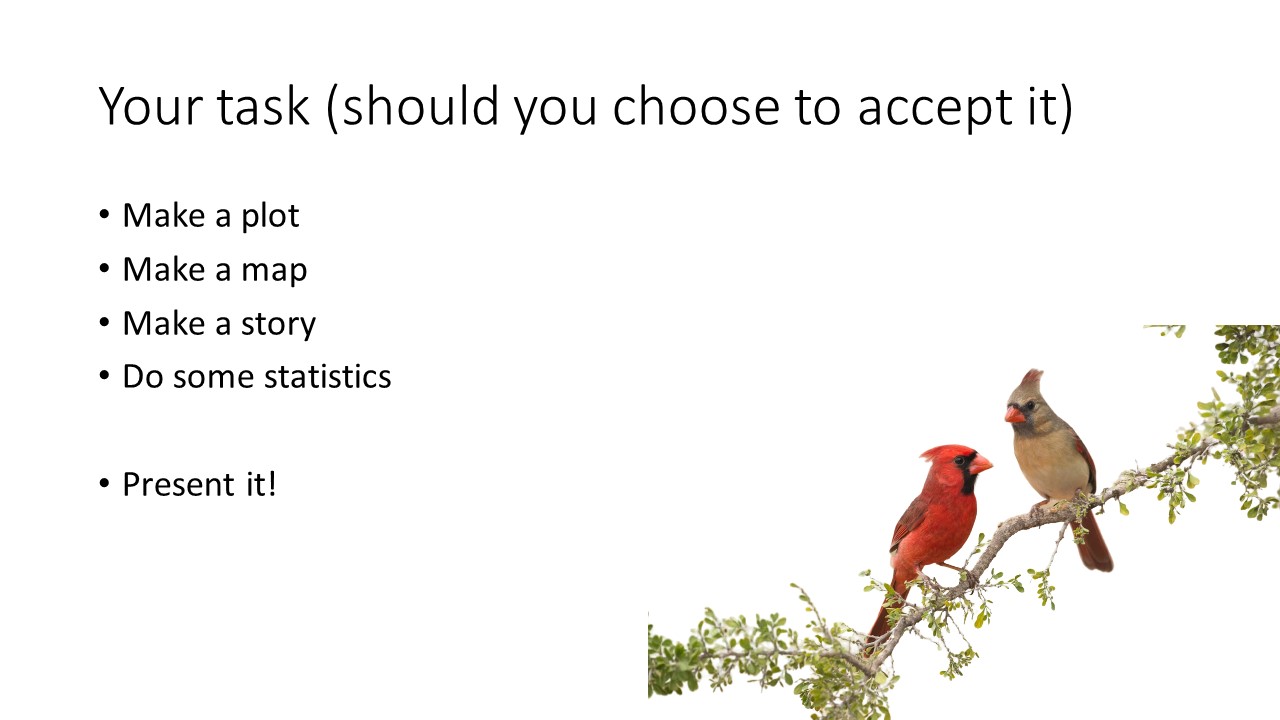 Your task (should you choose to accept it)
• Make a plot
• Make a map
• Make a story
• Do some statistics
• Present it!